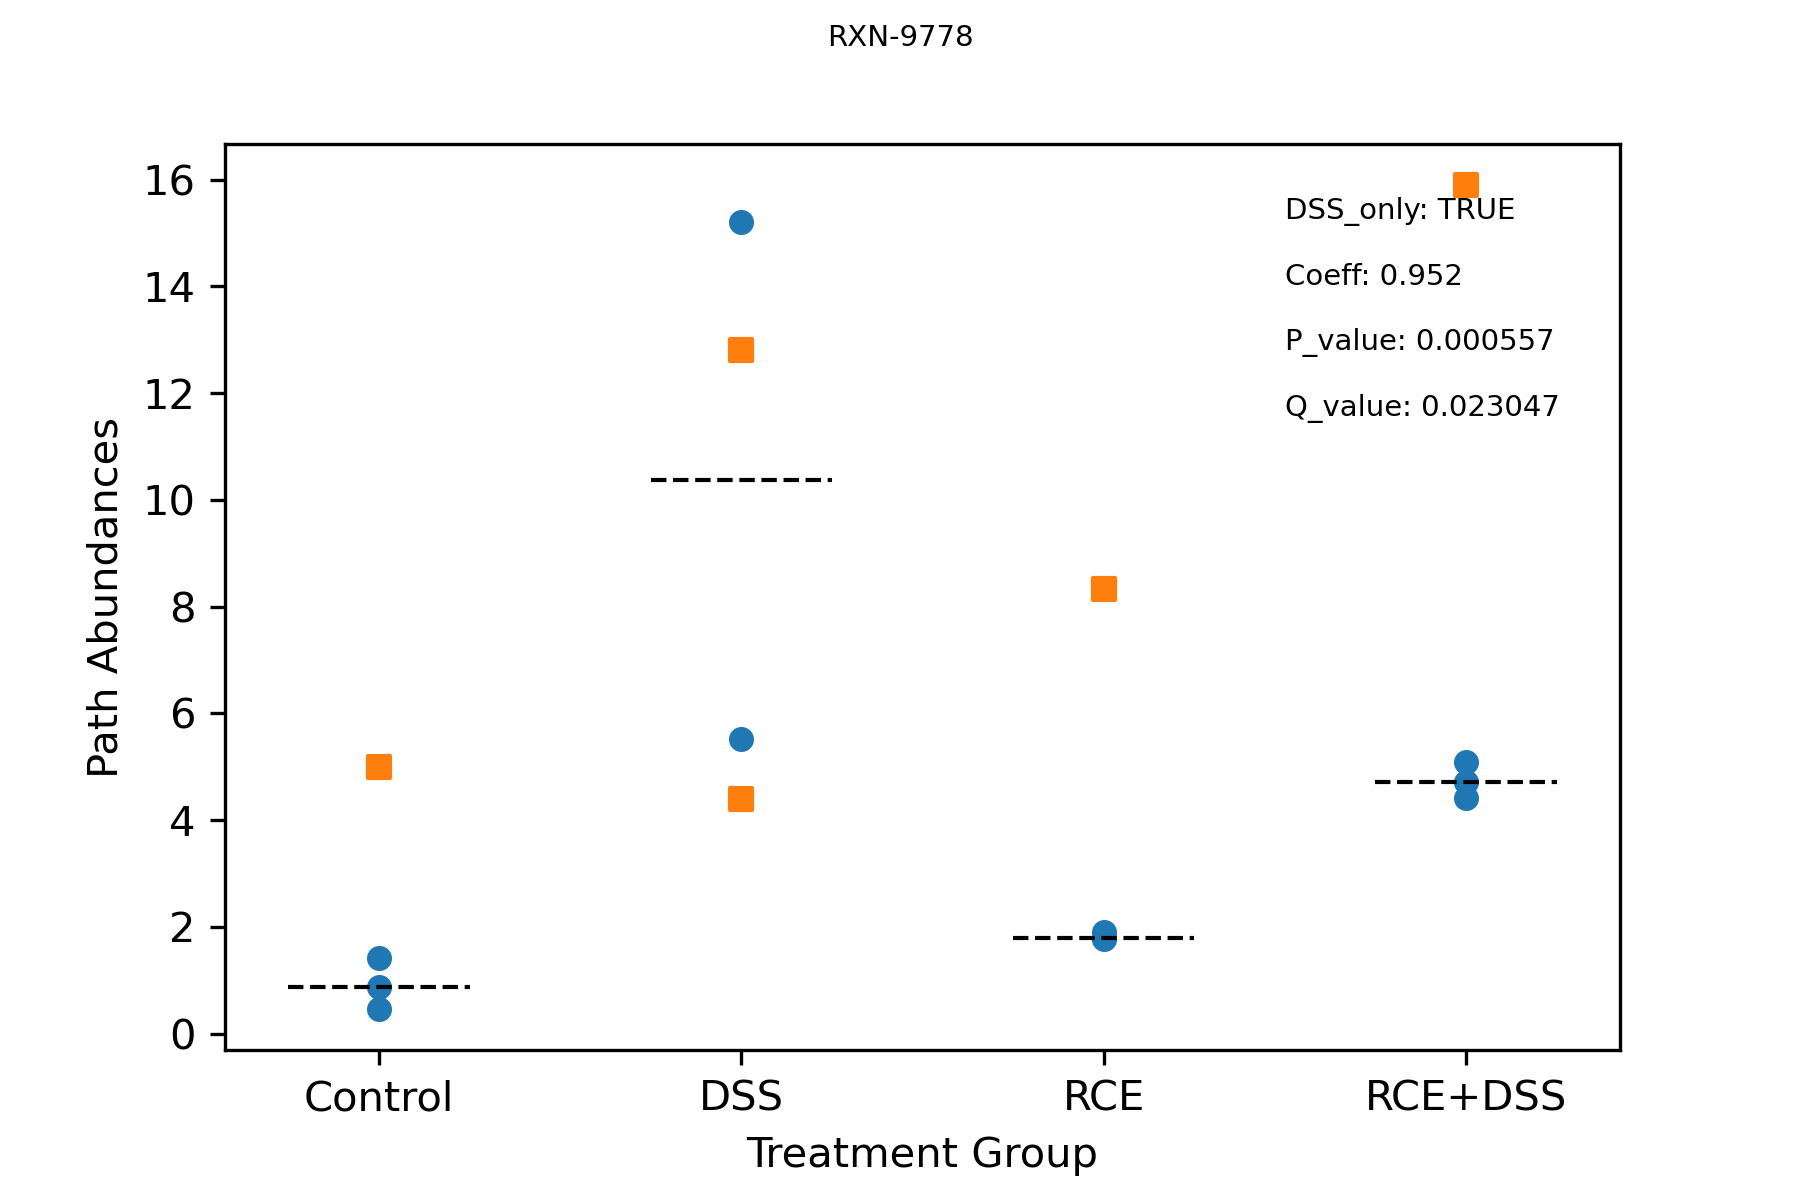 RXN-9778
DSS_only: TRUE
Coeff: 0.952
P_value: 0.000557
Q_value: 0.023047
Path Abundances
16
14
12
10
8
6
4
2
0
Control DSS RCE RCE+DSS
Treatment Group